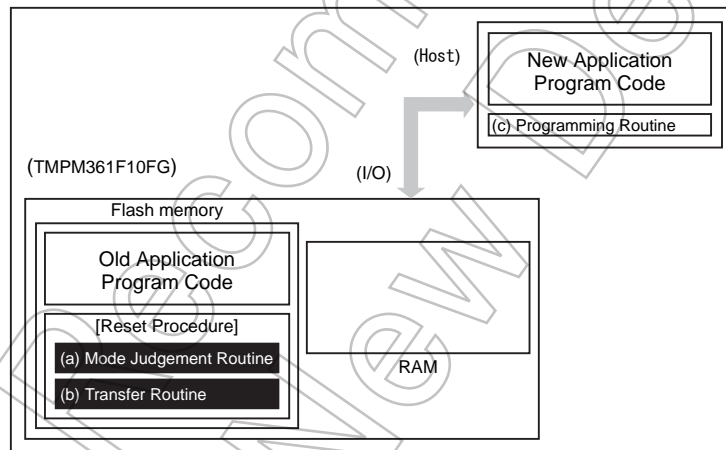 (Host)
New Application
Program Code
(c) Programming Routine
(TMPM361F10FG)
(I/O)
Flash memory
Old Application
Program Code
[Reset Procedure]
(a) Mode Judgement Routine
(b) Transfer Routine
RAM